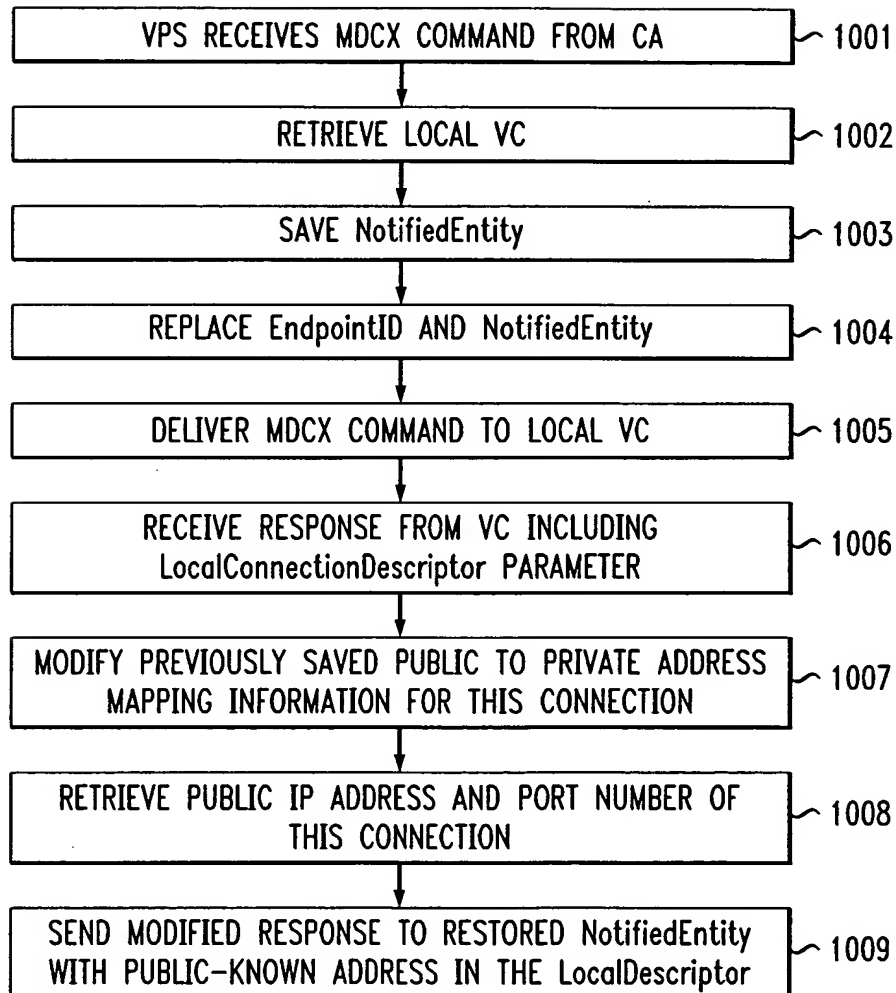 VPS RECEIVES MDCX COMMAND FROM CA
1001
RETRIEVE LOCAL VC
1002
SAVE NotifiedEntity
1003
REPLACE EndpointID AND NotifiedEntity
1004
DELIVER MDCX COMMAND TO LOCAL VC
1005
RECEIVE RESPONSE FROM VC INCLUDING
LocalConnectionDescriptor PARAMETER
1006
MODIFY PREVIOUSLY SAVED PUBLIC TO PRIVATE ADDRESS
MAPPING INFORMATION FOR THIS CONNECTION
1007
RETRIEVE PUBLIC IP ADDRESS AND PORT NUMBER OF
THIS CONNECTION
1008
SEND MODIFIED RESPONSE TO RESTORED NotifiedEntity
WITH PUBLIC-KNOWN ADDRESS IN THE LocalDescriptor
1009